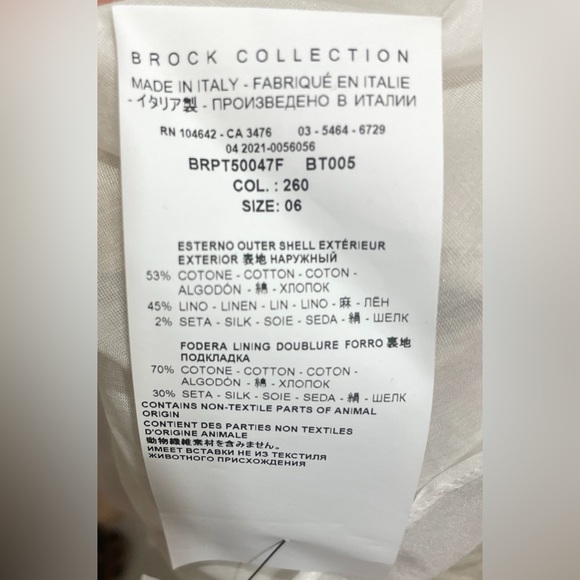 BROCK COLLECTION
MADE IN ITALY - FABRIQUÉ EN ITALIE
- イタリア製 - ПРОИЗВЕДЕНО В ИТАЛИИ
RN 104642 - CA 3476 03 - 5464 - 6729
04 2021-0056056
BRPT50047F BT005
COL. : 260
SIZE: 06
ESTERNO OUTER SHELL EXTÉRIEUR
EXTERIOR 裏地 НАРУЖНЫЙ
53% COTONE - COTTON - COTON -
ALGODÓN - 綿 - ХЛОПОК
45% LINO - LINEN - LIN - LINO - 麻 - ЛЁН
2% SETA - SILK - SOIE - SEDA - 絹 - ШЕЛК
FODERA LINING DOUBLURE FORRO 裏地
ПОДКЛАДКА
70% COTONE - COTTON - COTON -
ALGODÓN - 綿 - ХЛОПОК
30% SETA - SILK - SOIE - SEDA - 絹 - ШЕЛК
CONTAINS NON-TEXTILE PARTS OF ANIMAL
ORIGIN
CONTIENT DES PARTIES NON TEXTILES
D'ORIGINE ANIMALE
動物繊維素材を含みません。
ИМЕЕТ ВСТАВКИ НЕ ИЗ ТЕКСТИЛЯ
ЖИВОТНОГО ПРИСХОЖДЕНИЯ